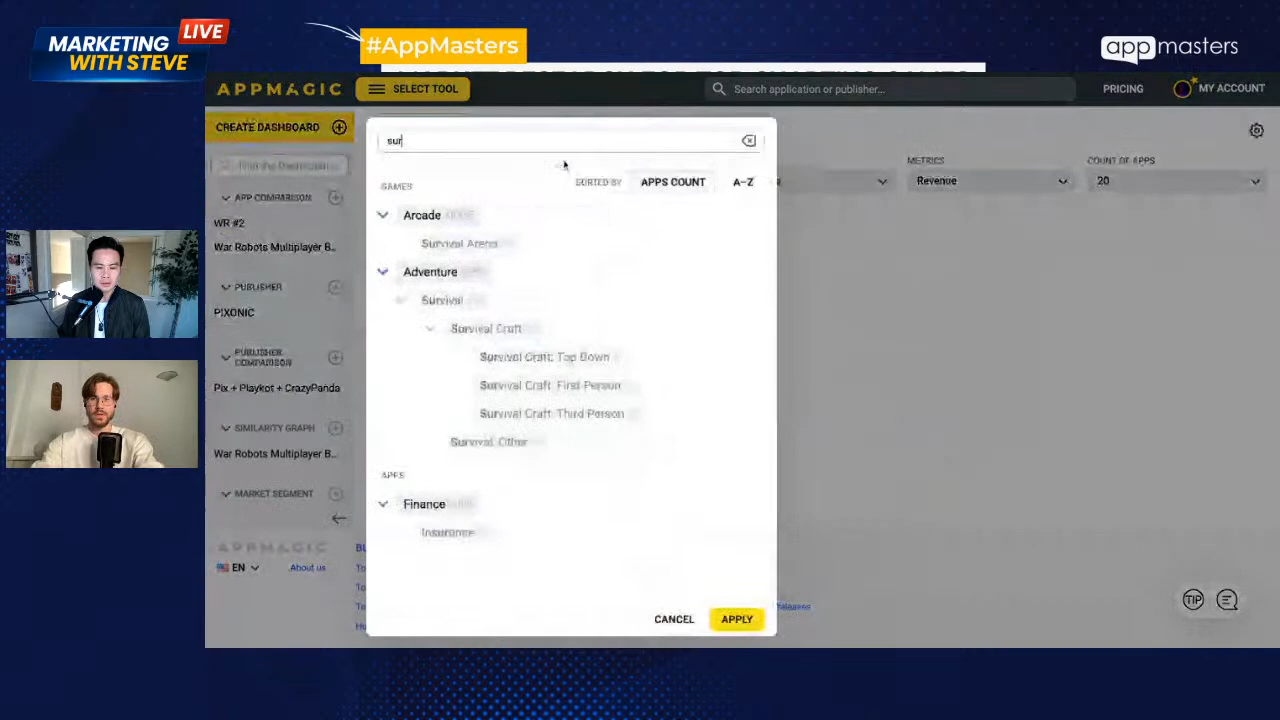 MARKETING
LIVE
WITH STEVE
#AppMasters
appmasters
APPMAGIC
SELECT TOOL
Search application or publisher...
PRICING
MY ACCOUNT
CREATE DASHBOARD
sur
METRICS
COUNT OF APPS
Revenue
20
GAMES
SORTED BY
APPS COUNT
A-Z
APP COMPARISON
WR #2
War Robots Multiplayer B...
PUBLISHER
PIXONIC
PUBLISHER
COMPARISON
Pix + Playkot + CrazyPanda
SIMILARITY GRAPH
War Robots Multiplayer B...
MARKET SEGMENT
Arcade
Survival Arena
Adventure
Survival
Survival Craft
Survival Craft: Top Down
Survival Craft: First Person
Survival Craft: Third Person
Survival: Other
APPS
Finance
Insurance
CANCEL
APPLY
APPMAGIC
EN
About us
TIP